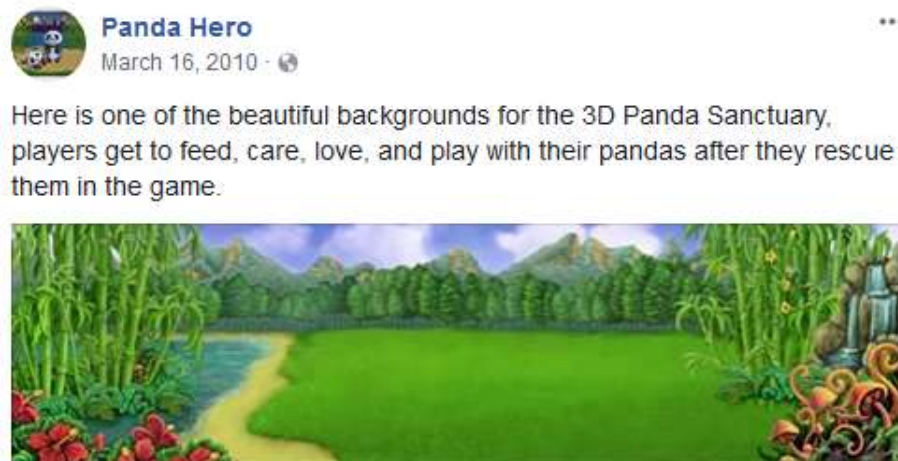 Panda Hero
March 16, 2010 ·
Here is one of the beautiful backgrounds for the 3D Panda Sanctuary,
players get to feed, care, love, and play with their pandas after they rescue
them in the game.